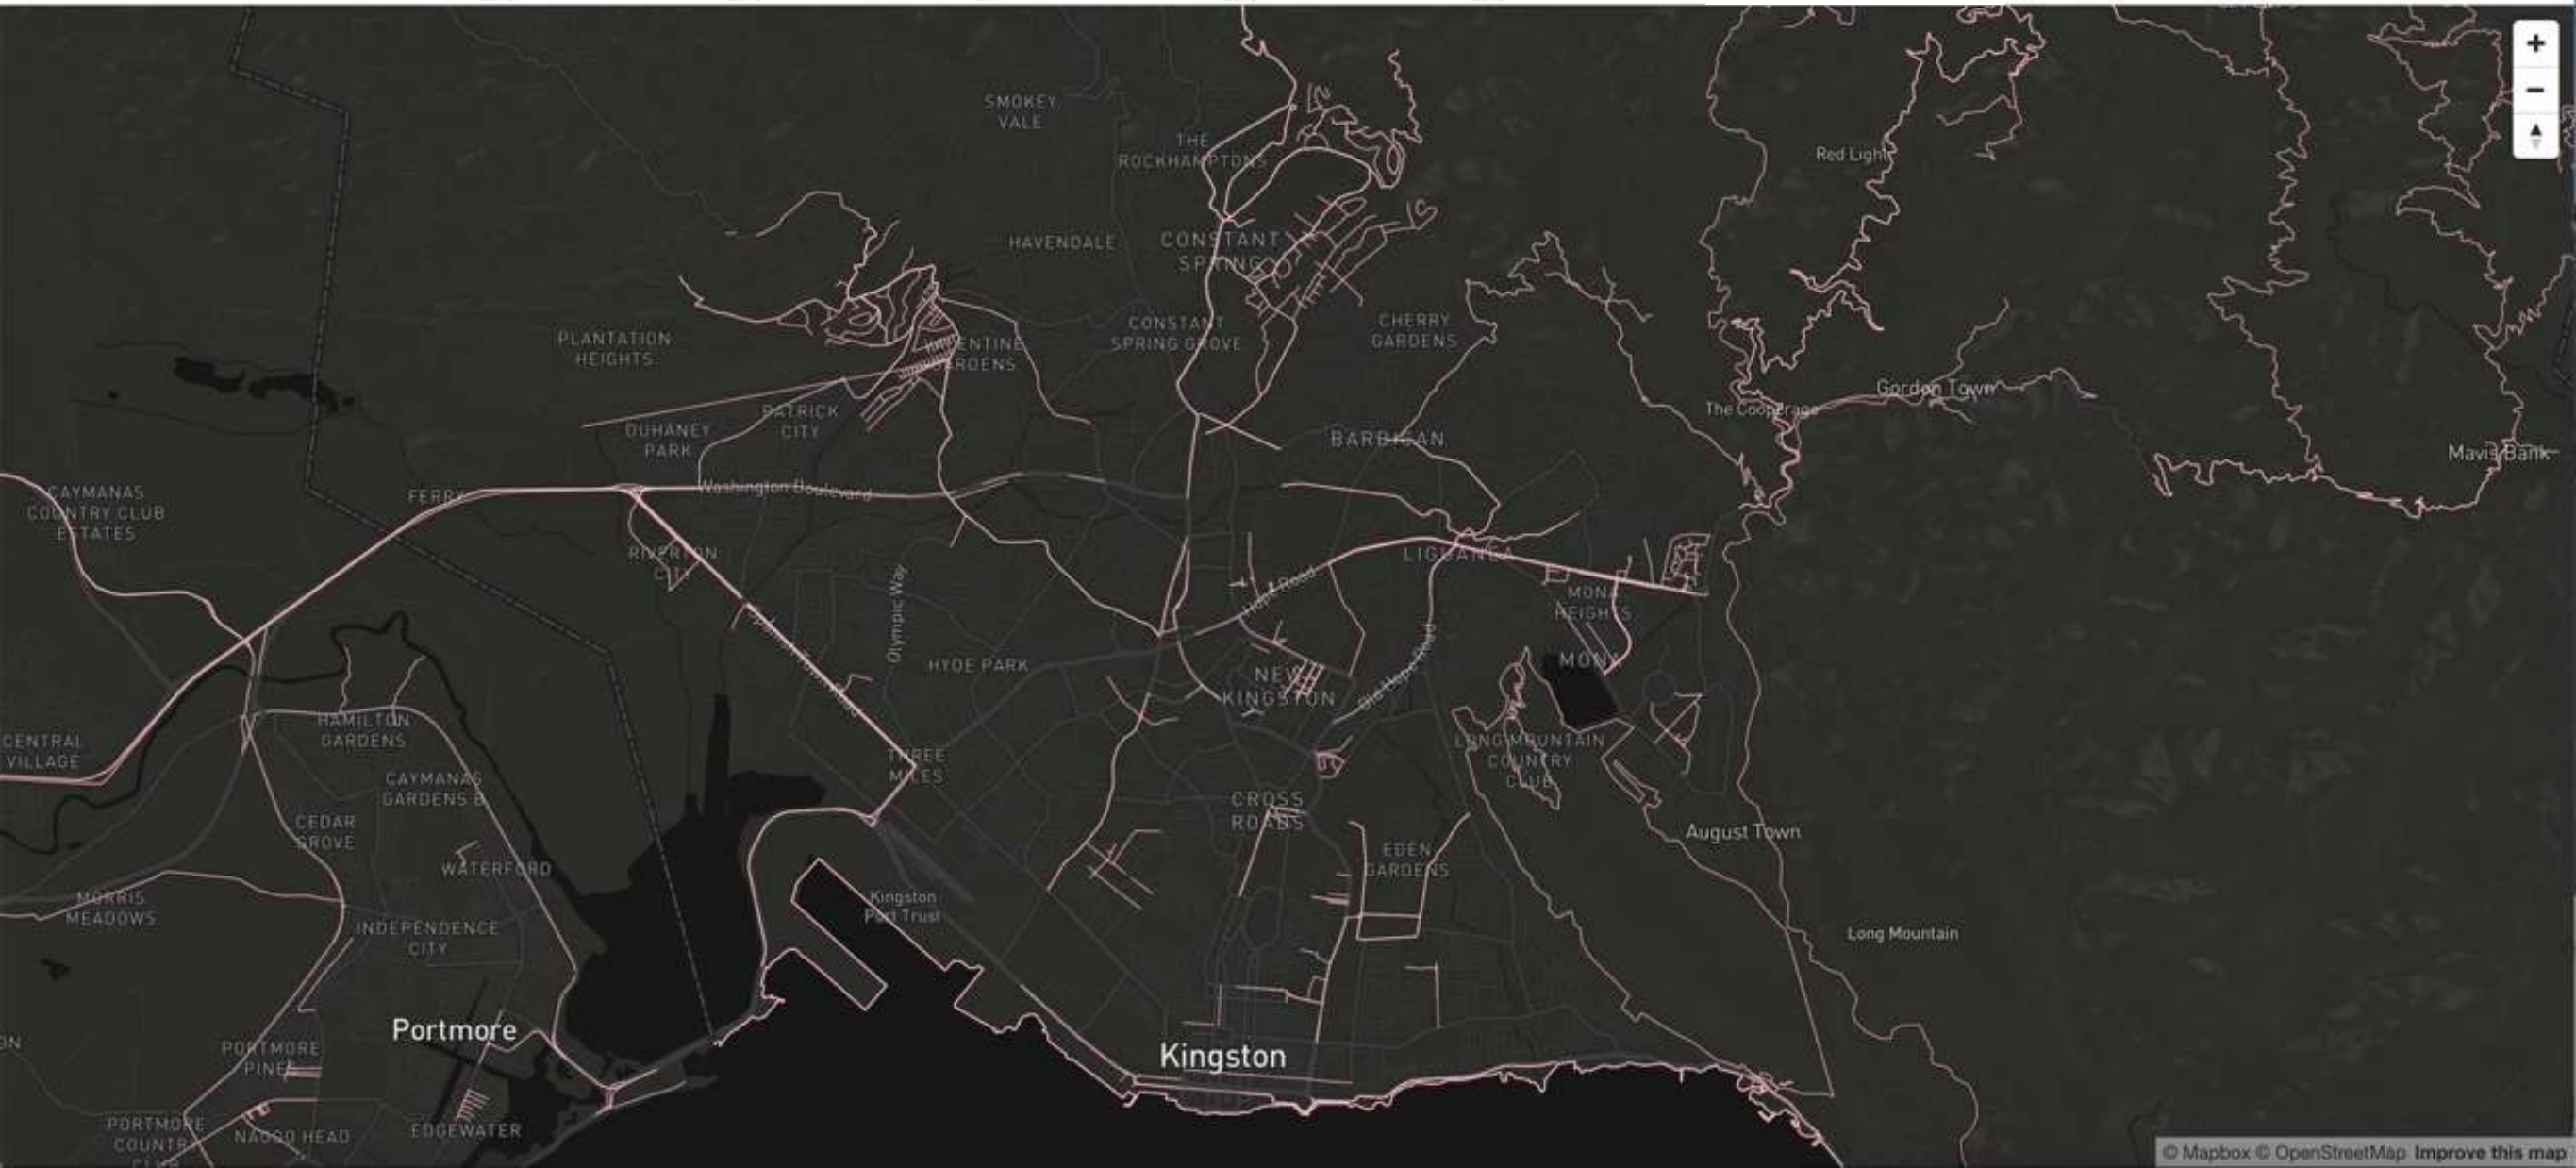 +
−
SMOKEY
VALE
THE
ROCKHAMPTONS
Red Light
HAVENDALE
CONSTANT
SPRING
PLANTATION
HEIGHTS
CONSTANT
SPRING GROVE
CHERRY
GARDENS
GARDENS
Gordon Town
The Cooperage
PATRICK
CITY
DUHANEY
PARK
BARBICAN
Mavis Bank
CAYMANAS
COUNTRY CLUB
ESTATES
FERRY
Washington Boulevard
RIVERTON
CITY
LIGUANEA
Hope Road
MONA
HEIGHTS
Olympic Way
HYDE PARK
MONA
NEW
KINGSTON
Old Hope Road
HAMILTON
GARDENS
CENTRAL
VILLAGE
THREE
MILES
LONG MOUNTAIN
COUNTRY
CLUB
CAYMANAS
GARDENS B
CROSS
ROADS
CEDAR
GROVE
August Town
WATERFORD
EDEN
GARDENS
MORRIS
MEADOWS
Kingston
Port Trust
INDEPENDENCE
CITY
Long Mountain
Portmore
Kingston
PORTMORE
PINES
PORTMORE
COUNTRY
CLUB
NAGGO HEAD
EDGEWATER
© Mapbox © OpenStreetMap Improve this map